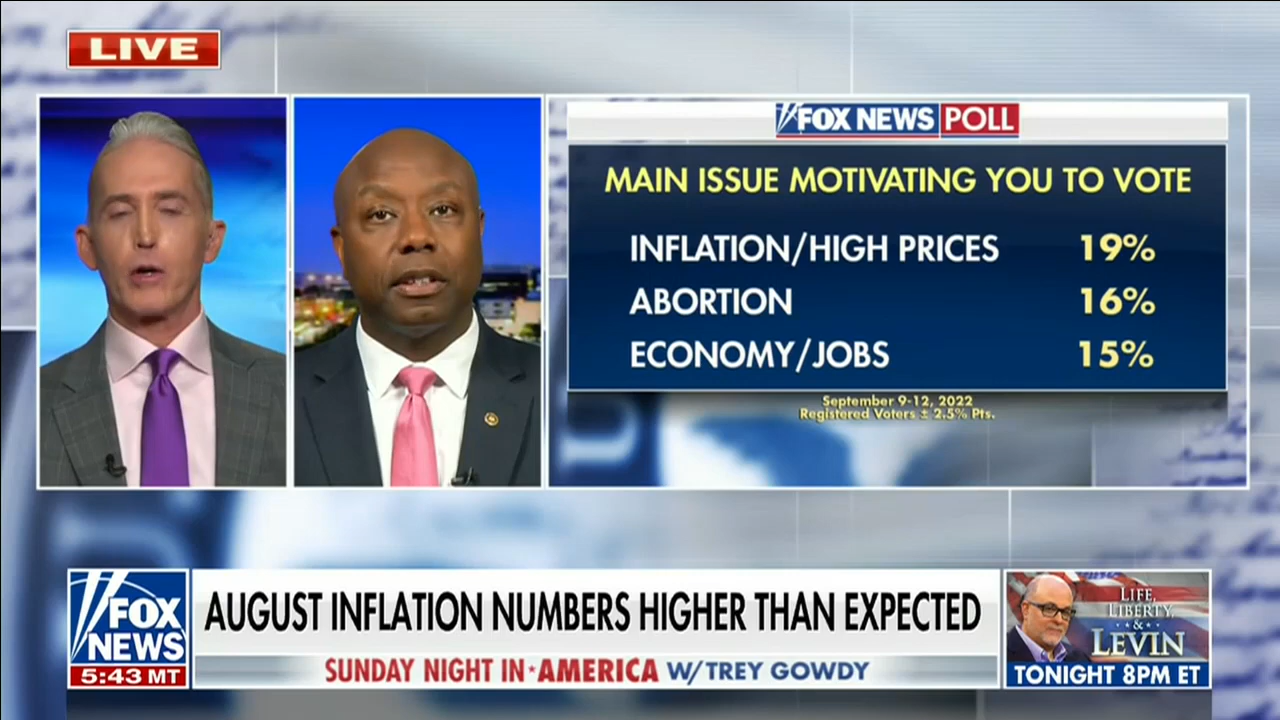 LIVE
FOX NEWS POLL
MAIN ISSUE MOTIVATING YOU TO VOTE
INFLATION/HIGH PRICES 19%
ABORTION 16%
ECONOMY/JOBS 15%
September 9-12, 2022
Registered Voters ± 2.5% Pts.
FOX
NEWS
5:43 MT
AUGUST INFLATION NUMBERS HIGHER THAN EXPECTED
SUNDAY NIGHT IN AMERICA W/TREY GOWDY
LIFE,
LIBERTY,
&
LEVIN
TONIGHT 8PM ET